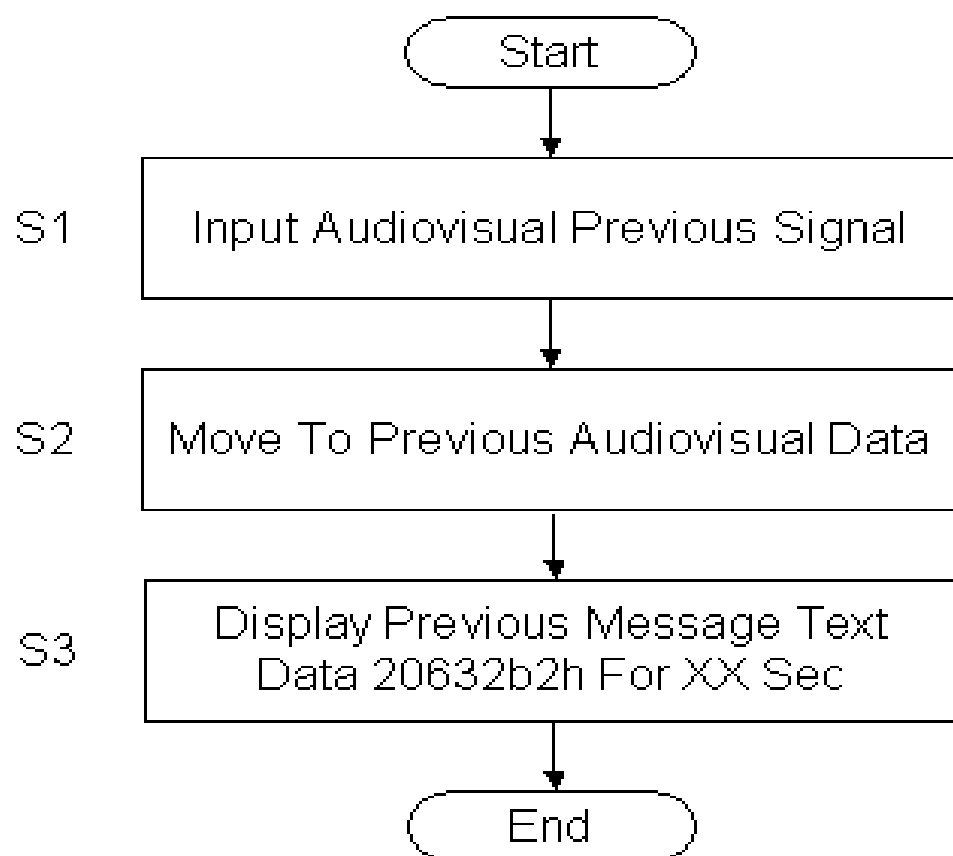 Start
S1
Input Audiovisual Previous Signal
S2
Move To Previous Audiovisual Data
S3
Display Previous Message Text
Data 20632b2h For XX Sec
End